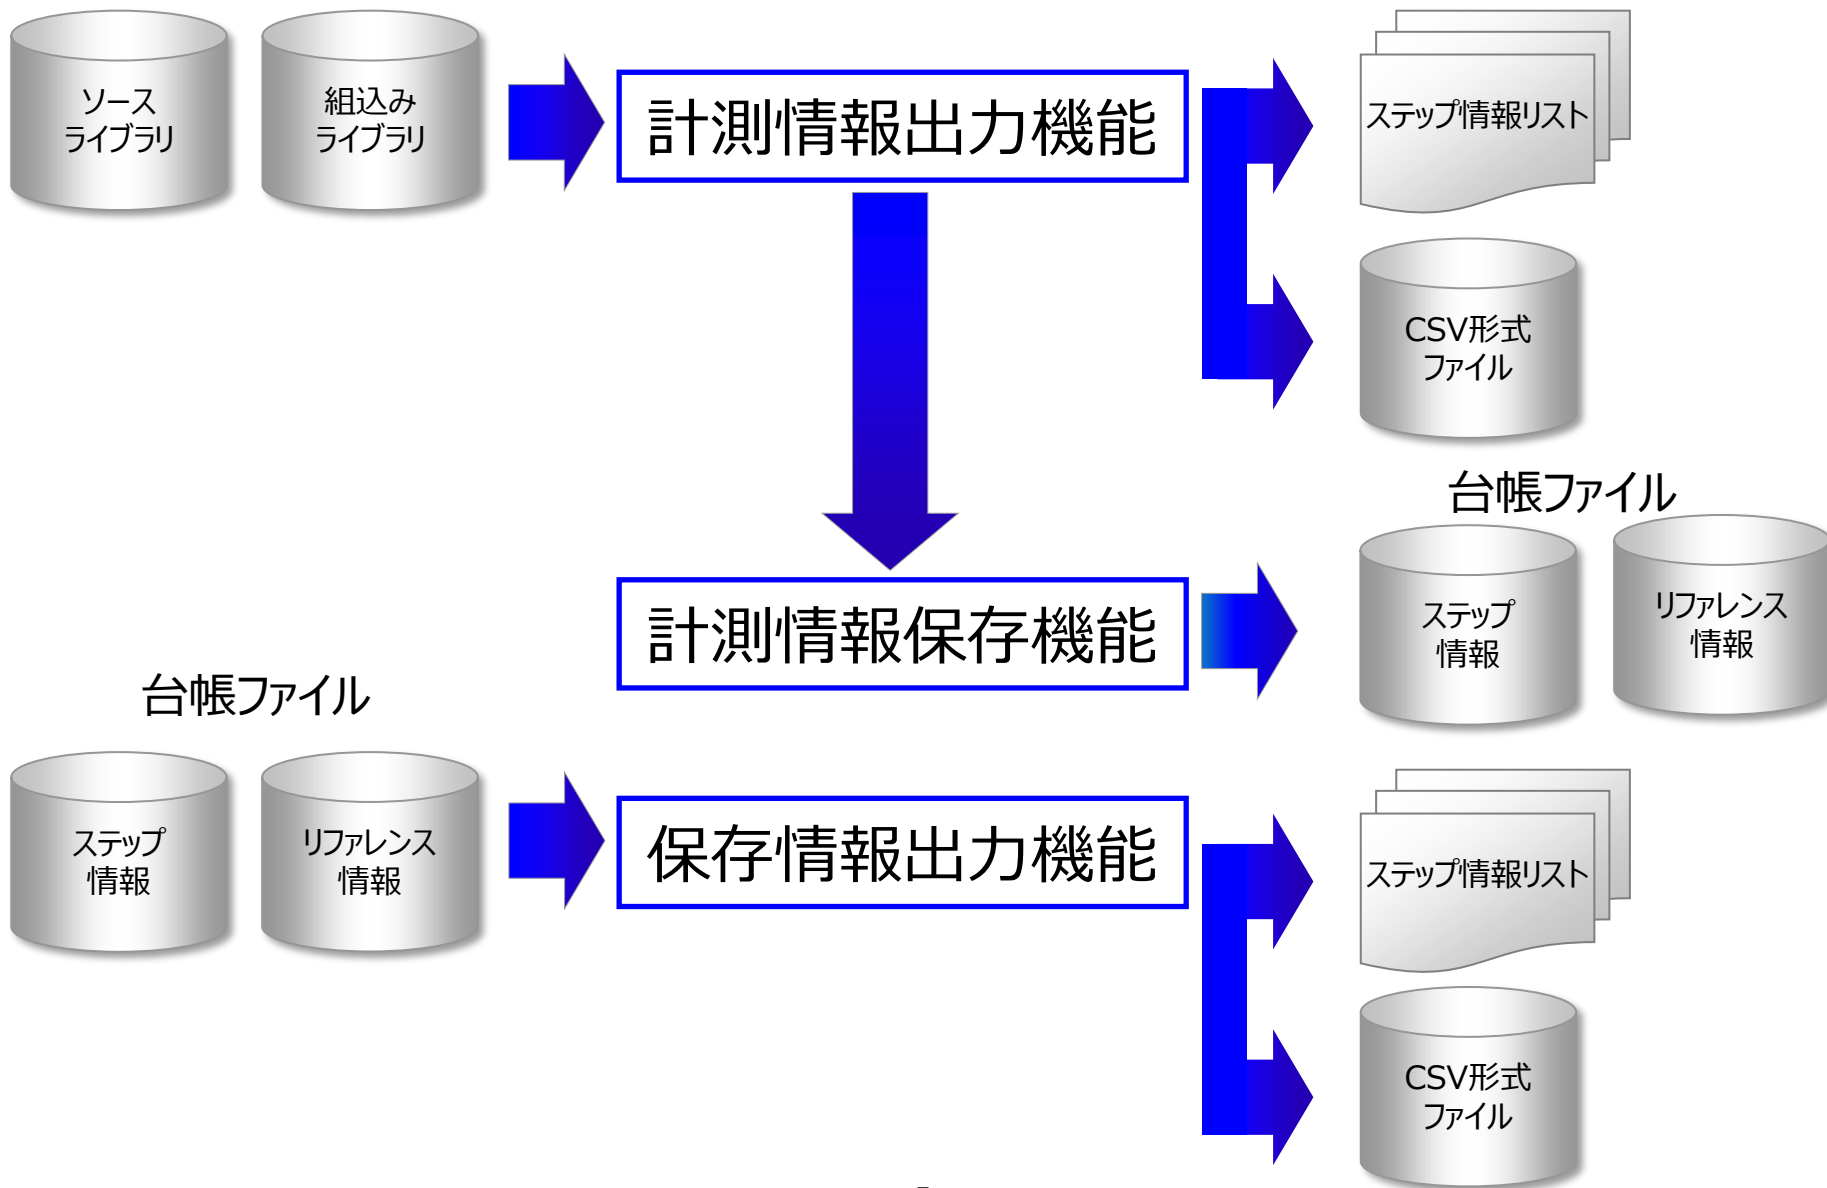 ソース
ライブラリ
組込み
ライブラリ
計測情報出力機能
ステップ情報リスト
CSV形式
ファイル
台帳ファイル
計測情報保存機能
ステップ
情報
リファレンス
情報
台帳ファイル
ステップ
情報
リファレンス
情報
保存情報出力機能
ステップ情報リスト
CSV形式
ファイル